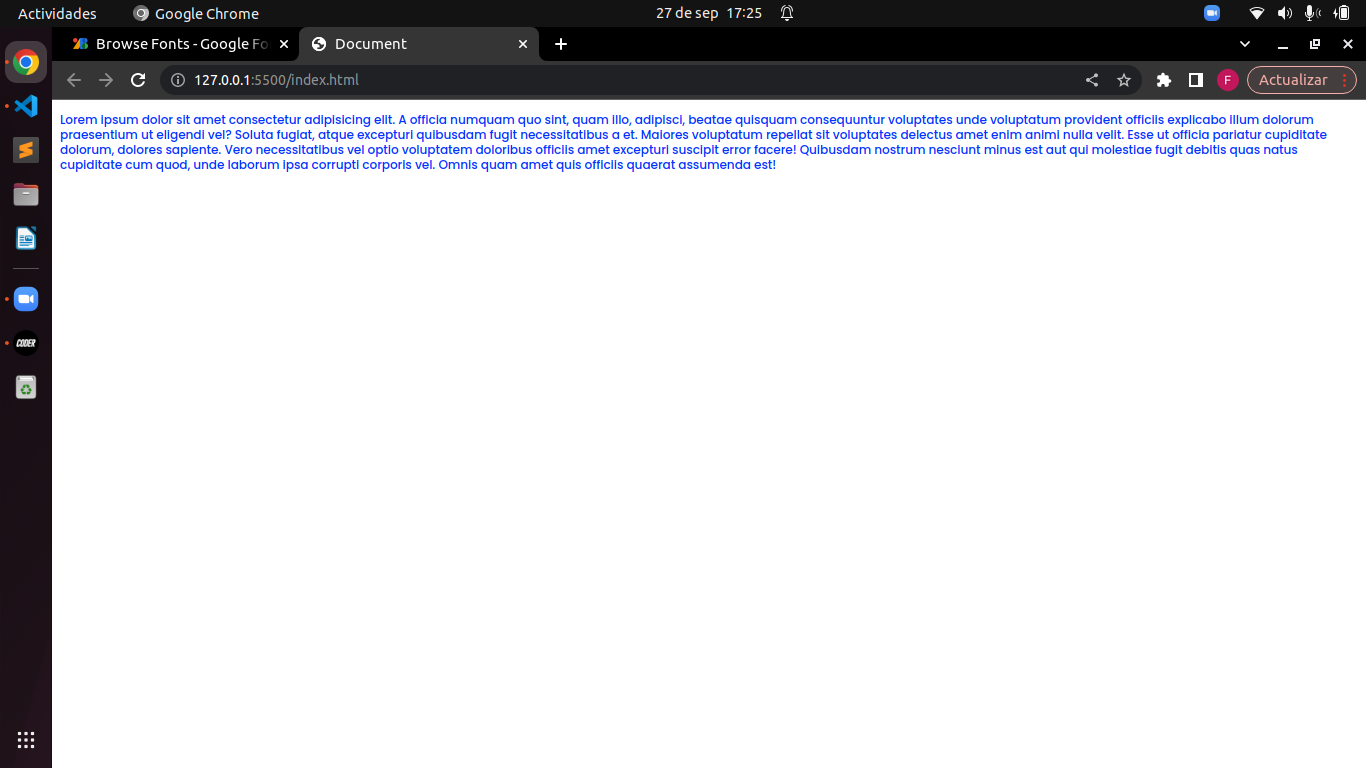 Actividades Google Chrome 27 de sep 17:25
Browse Fonts - Google Fo Document
127.0.0.1:5500/index.html F Actualizar
Lorem ipsum dolor sit amet consectetur adipisicing elit. A officia numquam quo sint, quam illo, adipisci, beatae quisquam consequuntur voluptates unde voluptatum provident officiis explicabo illum dolorum
praesentium ut eligendi vel? Soluta fugiat, atque excepturi quibusdam fugit necessitatibus a et. Maiores voluptatum repellat sit voluptates delectus amet enim animi nulla velit. Esse ut officia pariatur cupiditate
dolorum, dolores sapiente. Vero necessitatibus vel optio voluptatem doloribus officiis amet excepturi suscipit error facere! Quibusdam nostrum nesciunt minus est aut qui molestiae fugit debitis quas natus
cupiditate cum quod, unde laborum ipsa corrupti corporis vel. Omnis quam amet quis officiis quaerat assumenda est!
CODER